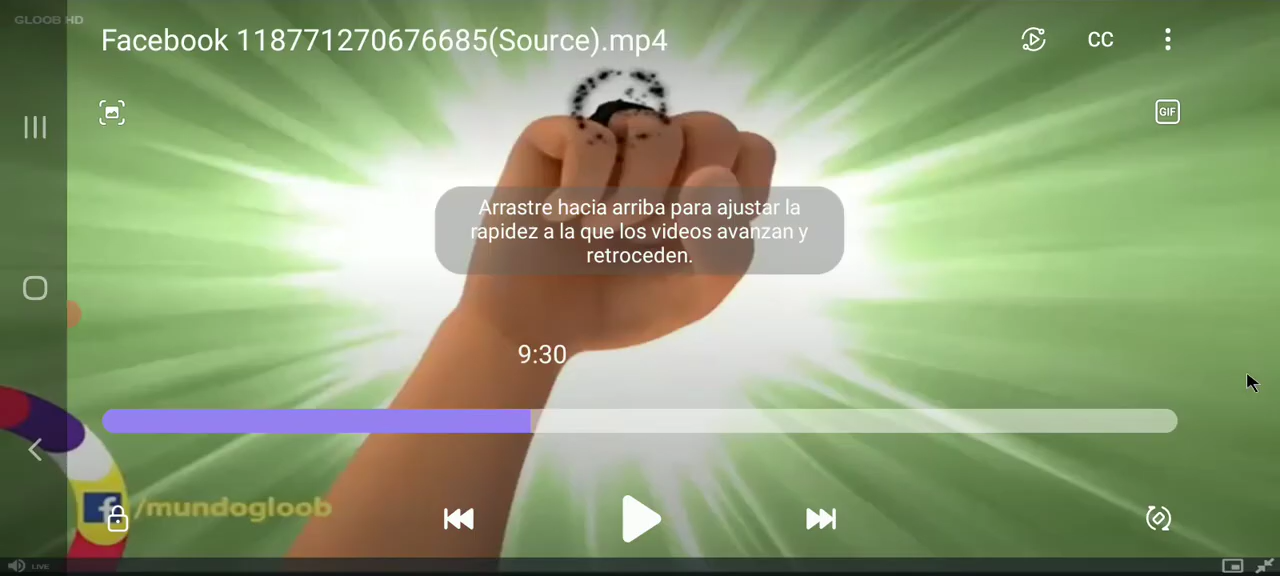 GLOOB HD
Facebook 118771270676685(Source).mp4
CC
GIF
Arrastre hacia arriba para ajustar la
rapidez a la que los videos avanzan y
retroceden.
9:30
f/mundogloob
LIVE